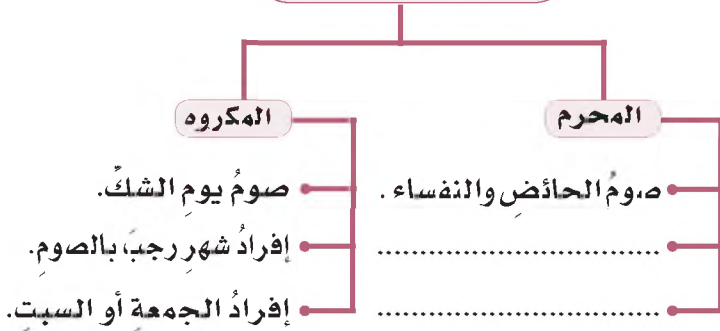 المحرم
المكروه
صومُ الحائضِ والنفساء .
صومُ يومِ الشكِّ.
..................................
إفرادُ شهرِ رجبَ بالصومِ.
..................................
إفرادُ الجمعةِ أو السبتِ.